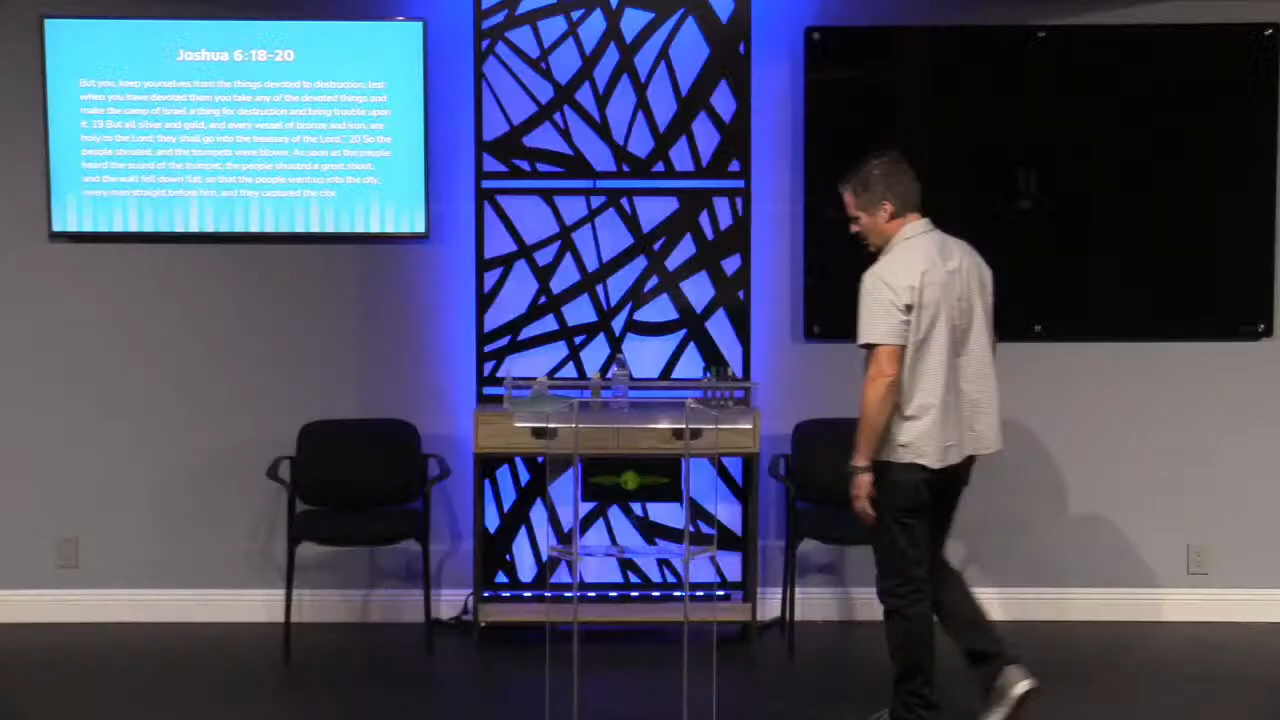 Joshua 6:18-20
But you, keep yourselves from the things devoted to destruction, lest
when you have devoted them you take any of the devoted things and
make the camp of Israel a thing for destruction and bring trouble upon
it. 19 But all silver and gold, and every vessel of bronze and iron, are
holy to the Lord; they shall go into the treasury of the Lord." 20 So the
people shouted, and the trumpets were blown. As soon as the people
heard the sound of the trumpet, the people shouted a great shout,
and the wall fell down flat, so that the people went up into the city,
every man straight before him, and they captured the city.